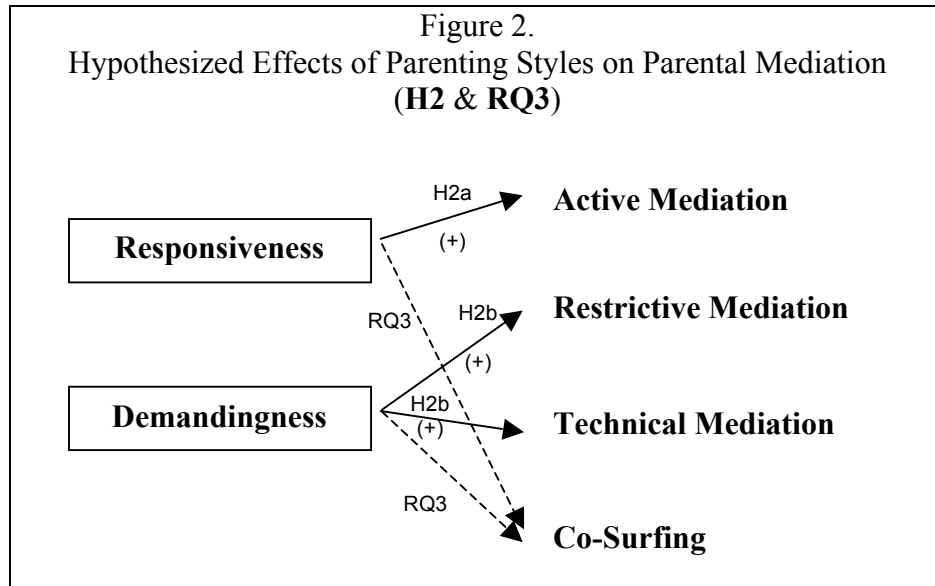 Figure 2.
Hypothesized Effects of Parenting Styles on Parental Mediation
(H2 & RQ3)
H2a
Active Mediation
(+)
Responsiveness
RQ3
H2b
Restrictive Mediation
(+)
Demandingness
H2b
(+)
Technical Mediation
RQ3
Co-Surfing